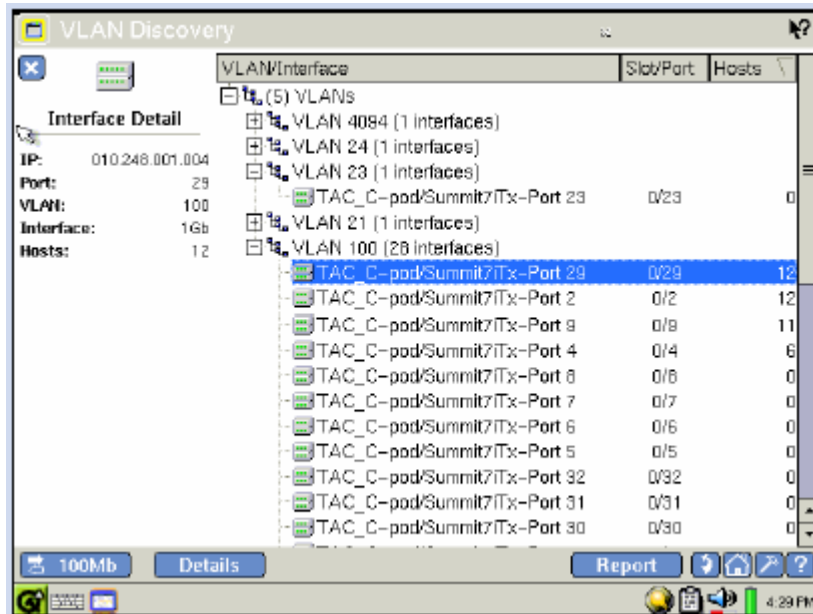 VLAN Discovery
VLAN/Interface Slot/Port Hosts
(5) VLANs
Interface Detail
VLAN 4094 (1 interfaces)
VLAN 24 (1 interfaces)
IP: 010.248.001.004
VLAN 23 (1 interfaces)
Port: 29
TAC_C-pod/Summit7iTx-Port 23 0/23 0
VLAN: 100
Interface: 1Gb
VLAN 21 (1 interfaces)
Hosts: 12
VLAN 100 (28 interfaces)
TAC_C-pod/Summit7iTx-Port 29 0/29 12
TAC_C-pod/Summit7iTx-Port 2 0/2 12
TAC_C-pod/Summit7iTx-Port 9 0/9 11
TAC_C-pod/Summit7iTx-Port 4 0/4 6
TAC_C-pod/Summit7iTx-Port 8 0/8 0
TAC_C-pod/Summit7iTx-Port 7 0/7 0
TAC_C-pod/Summit7iTx-Port 6 0/6 0
TAC_C-pod/Summit7iTx-Port 5 0/5 0
TAC_C-pod/Summit7iTx-Port 32 0/32 0
TAC_C-pod/Summit7iTx-Port 31 0/31 0
TAC_C-pod/Summit7iTx-Port 30 0/30 0
100Mb Details Report ?
4:29 PM